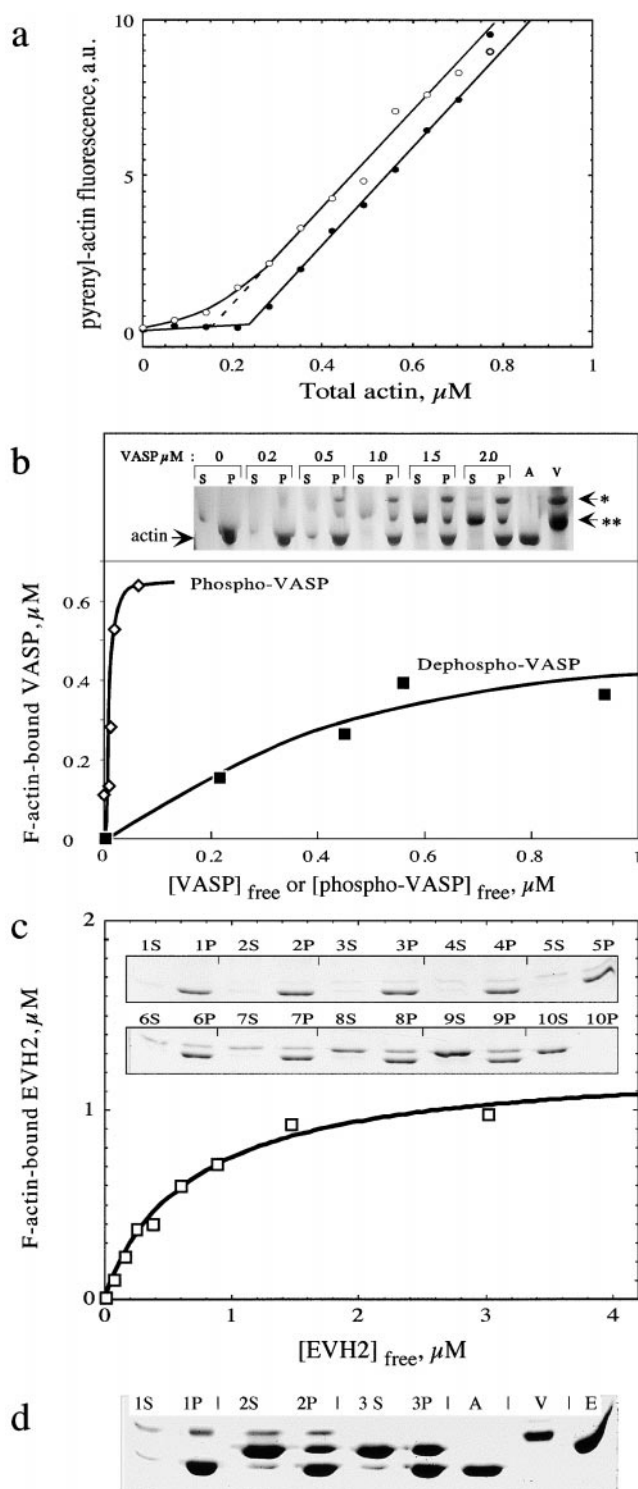 a
10
5
0
pyrenyl-actin fluorescence, a.u.
0 0.2 0.4 0.6 0.8 1
Total actin, µM
b
VASP µM : 0 0.2 0.5 1.0 1.5 2.0
S P S P S P S P S P S P A V
*
**
actin
Phospho-VASP
Dephospho-VASP
0.6
0.4
0.2
0
F-actin-bound VASP, µM
0 0.2 0.4 0.6 0.8 1
[VASP] free or [phospho-VASP] free, µM
c
2
1
0
F-actin-bound EVH2, µM
1S 1P 2S 2P 3S 3P 4S 4P 5S 5P
6S 6P 7S 7P 8S 8P 9S 9P 10S 10P
0 1 2 3 4
[EVH2] free, µM
d
1S 1P | 2S 2P | 3 S 3P | A | V | E